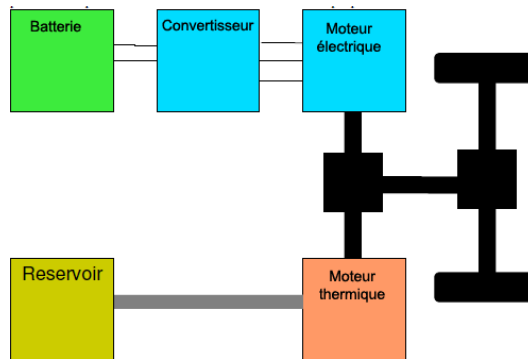 Batterie
Convertisseur
Moteur
électrique
Reservoir
Moteur
thermique